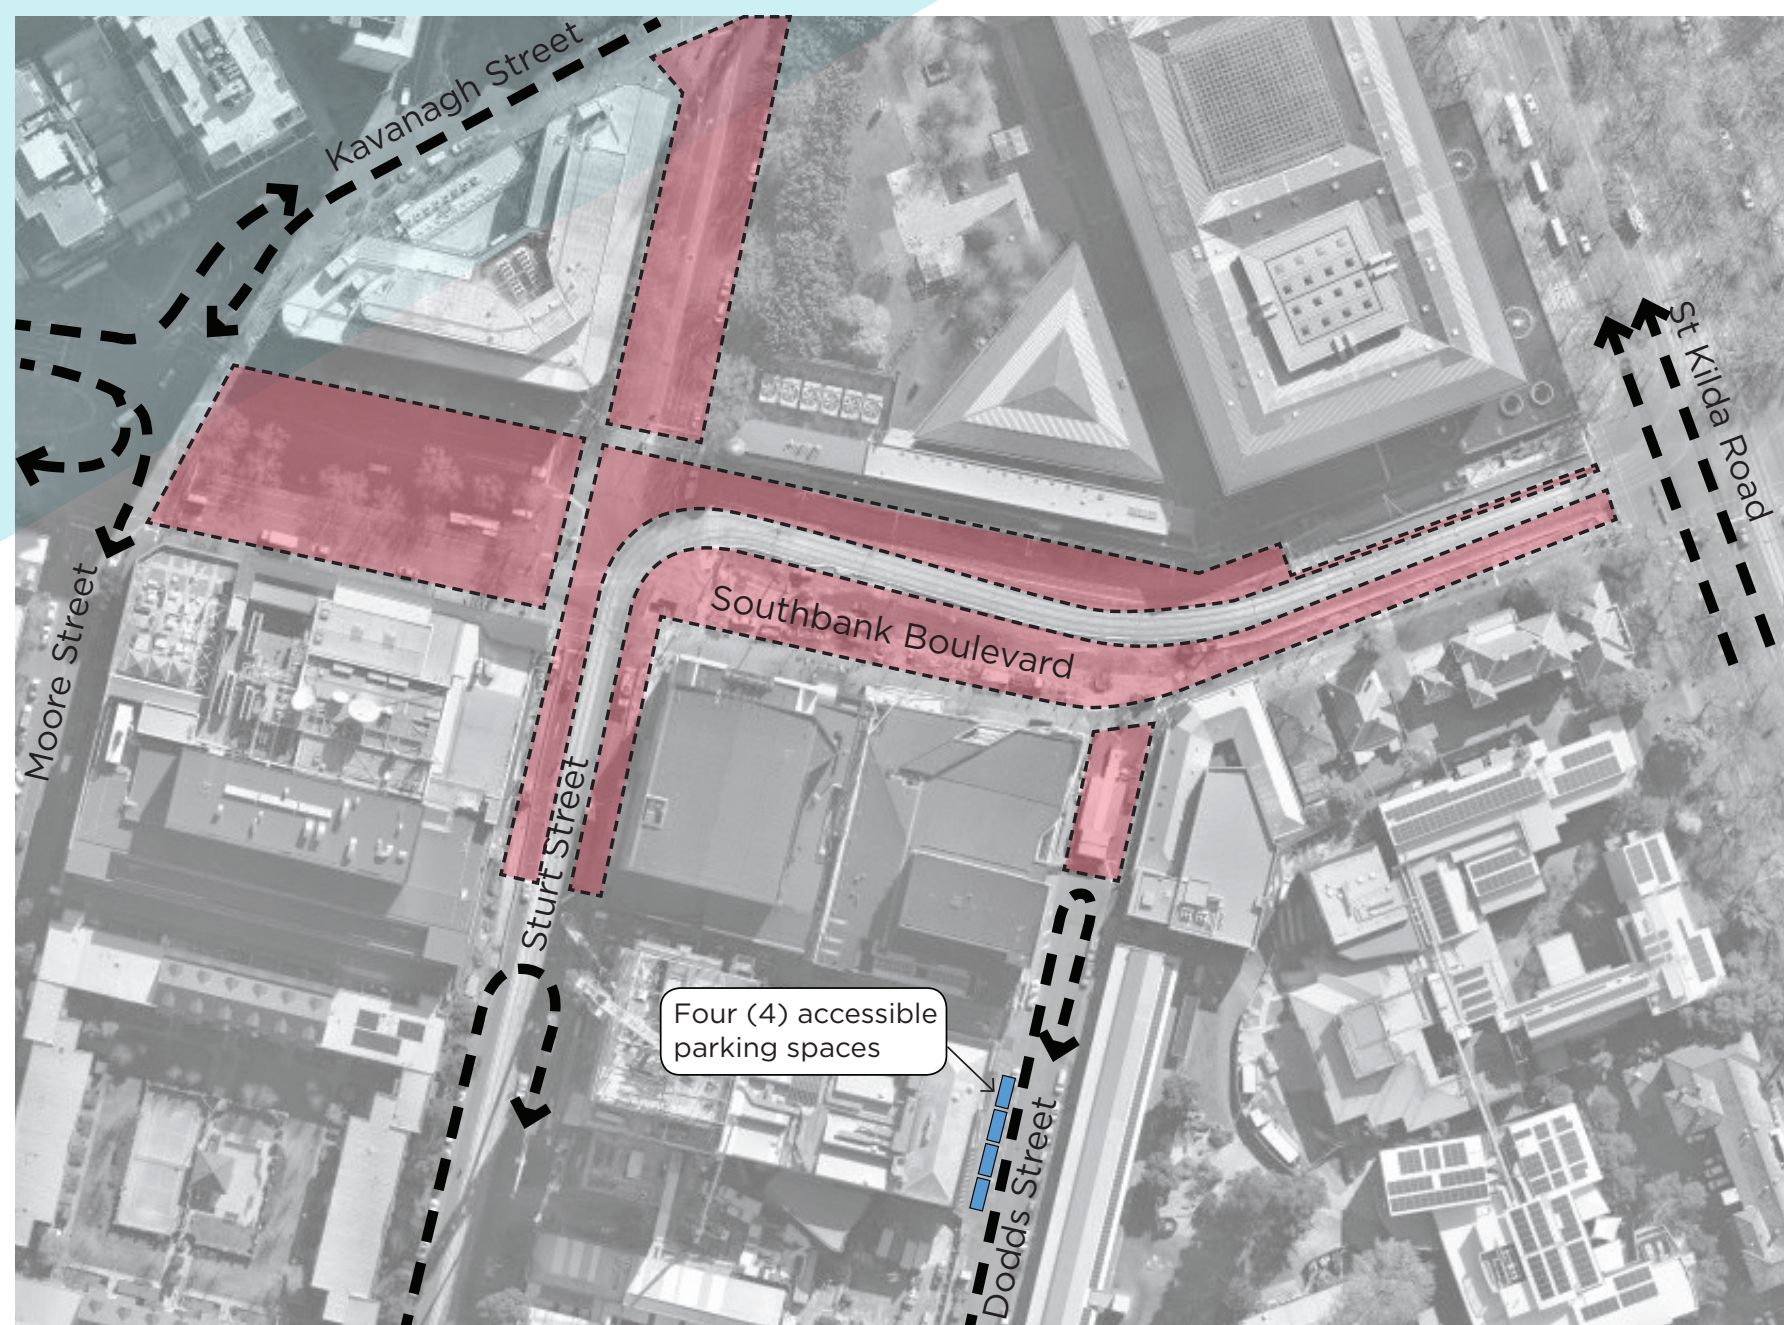 Kavanagh Street
St Kilda Road
Southbank Boulevard
Moore Street
Sturt Street
Four (4) accessible
parking spaces
Dodds Street